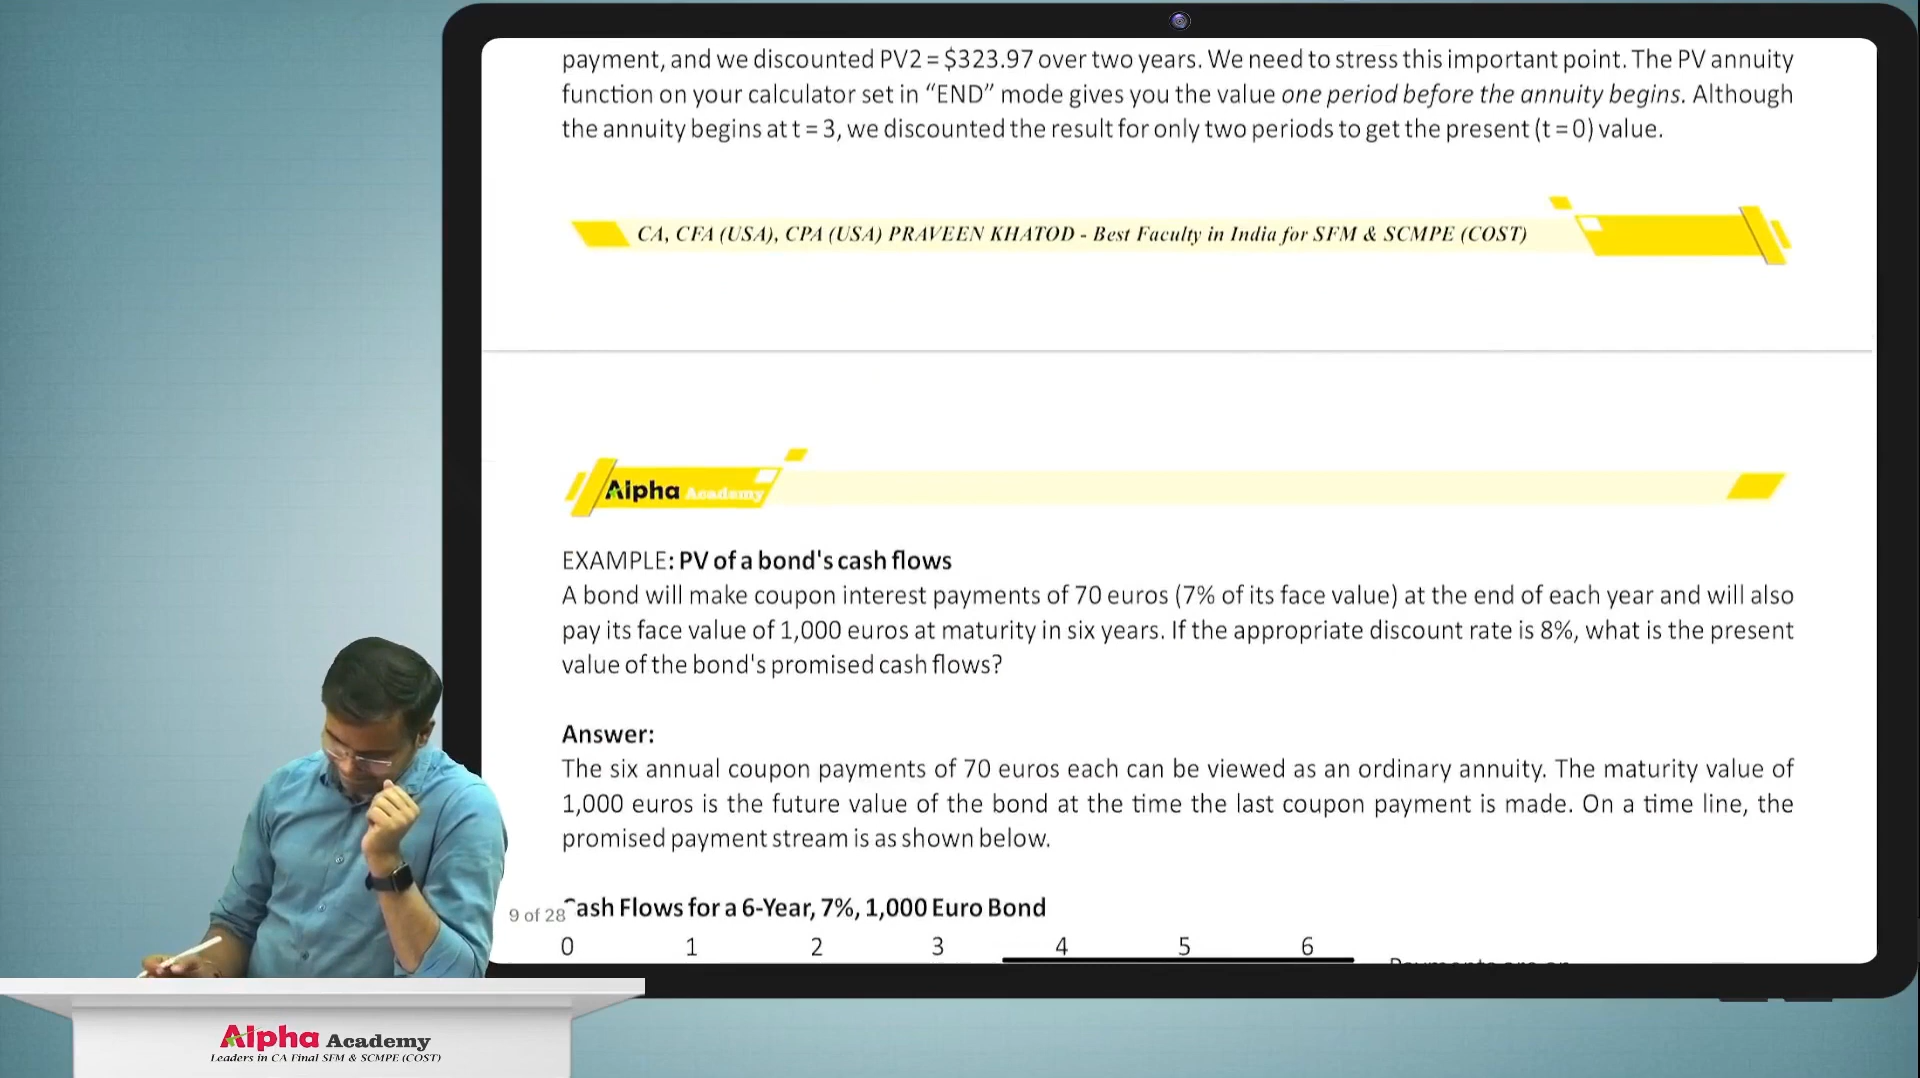 payment, and we discounted PV2 = $323.97 over two years. We need to stress this important point. The PV annuity
function on your calculator set in “END” mode gives you the value one period before the annuity begins. Although
the annuity begins at t = 3, we discounted the result for only two periods to get the present (t = 0) value.
CA, CFA (USA), CPA (USA) PRAVEEN KHATOD - Best Faculty in India for SFM & SCMPE (COST)
Alpha Academy
EXAMPLE: PV of a bond's cash flows
A bond will make coupon interest payments of 70 euros (7% of its face value) at the end of each year and will also
pay its face value of 1,000 euros at maturity in six years. If the appropriate discount rate is 8%, what is the present
value of the bond's promised cash flows?
Answer:
The six annual coupon payments of 70 euros each can be viewed as an ordinary annuity. The maturity value of
1,000 euros is the future value of the bond at the time the last coupon payment is made. On a time line, the
promised payment stream is as shown below.
9 of 28 Cash Flows for a 6-Year, 7%, 1,000 Euro Bond
0 1 2 3 4 5 6
Alpha Academy
Leaders in CA Final SFM & SCMPE (COST)